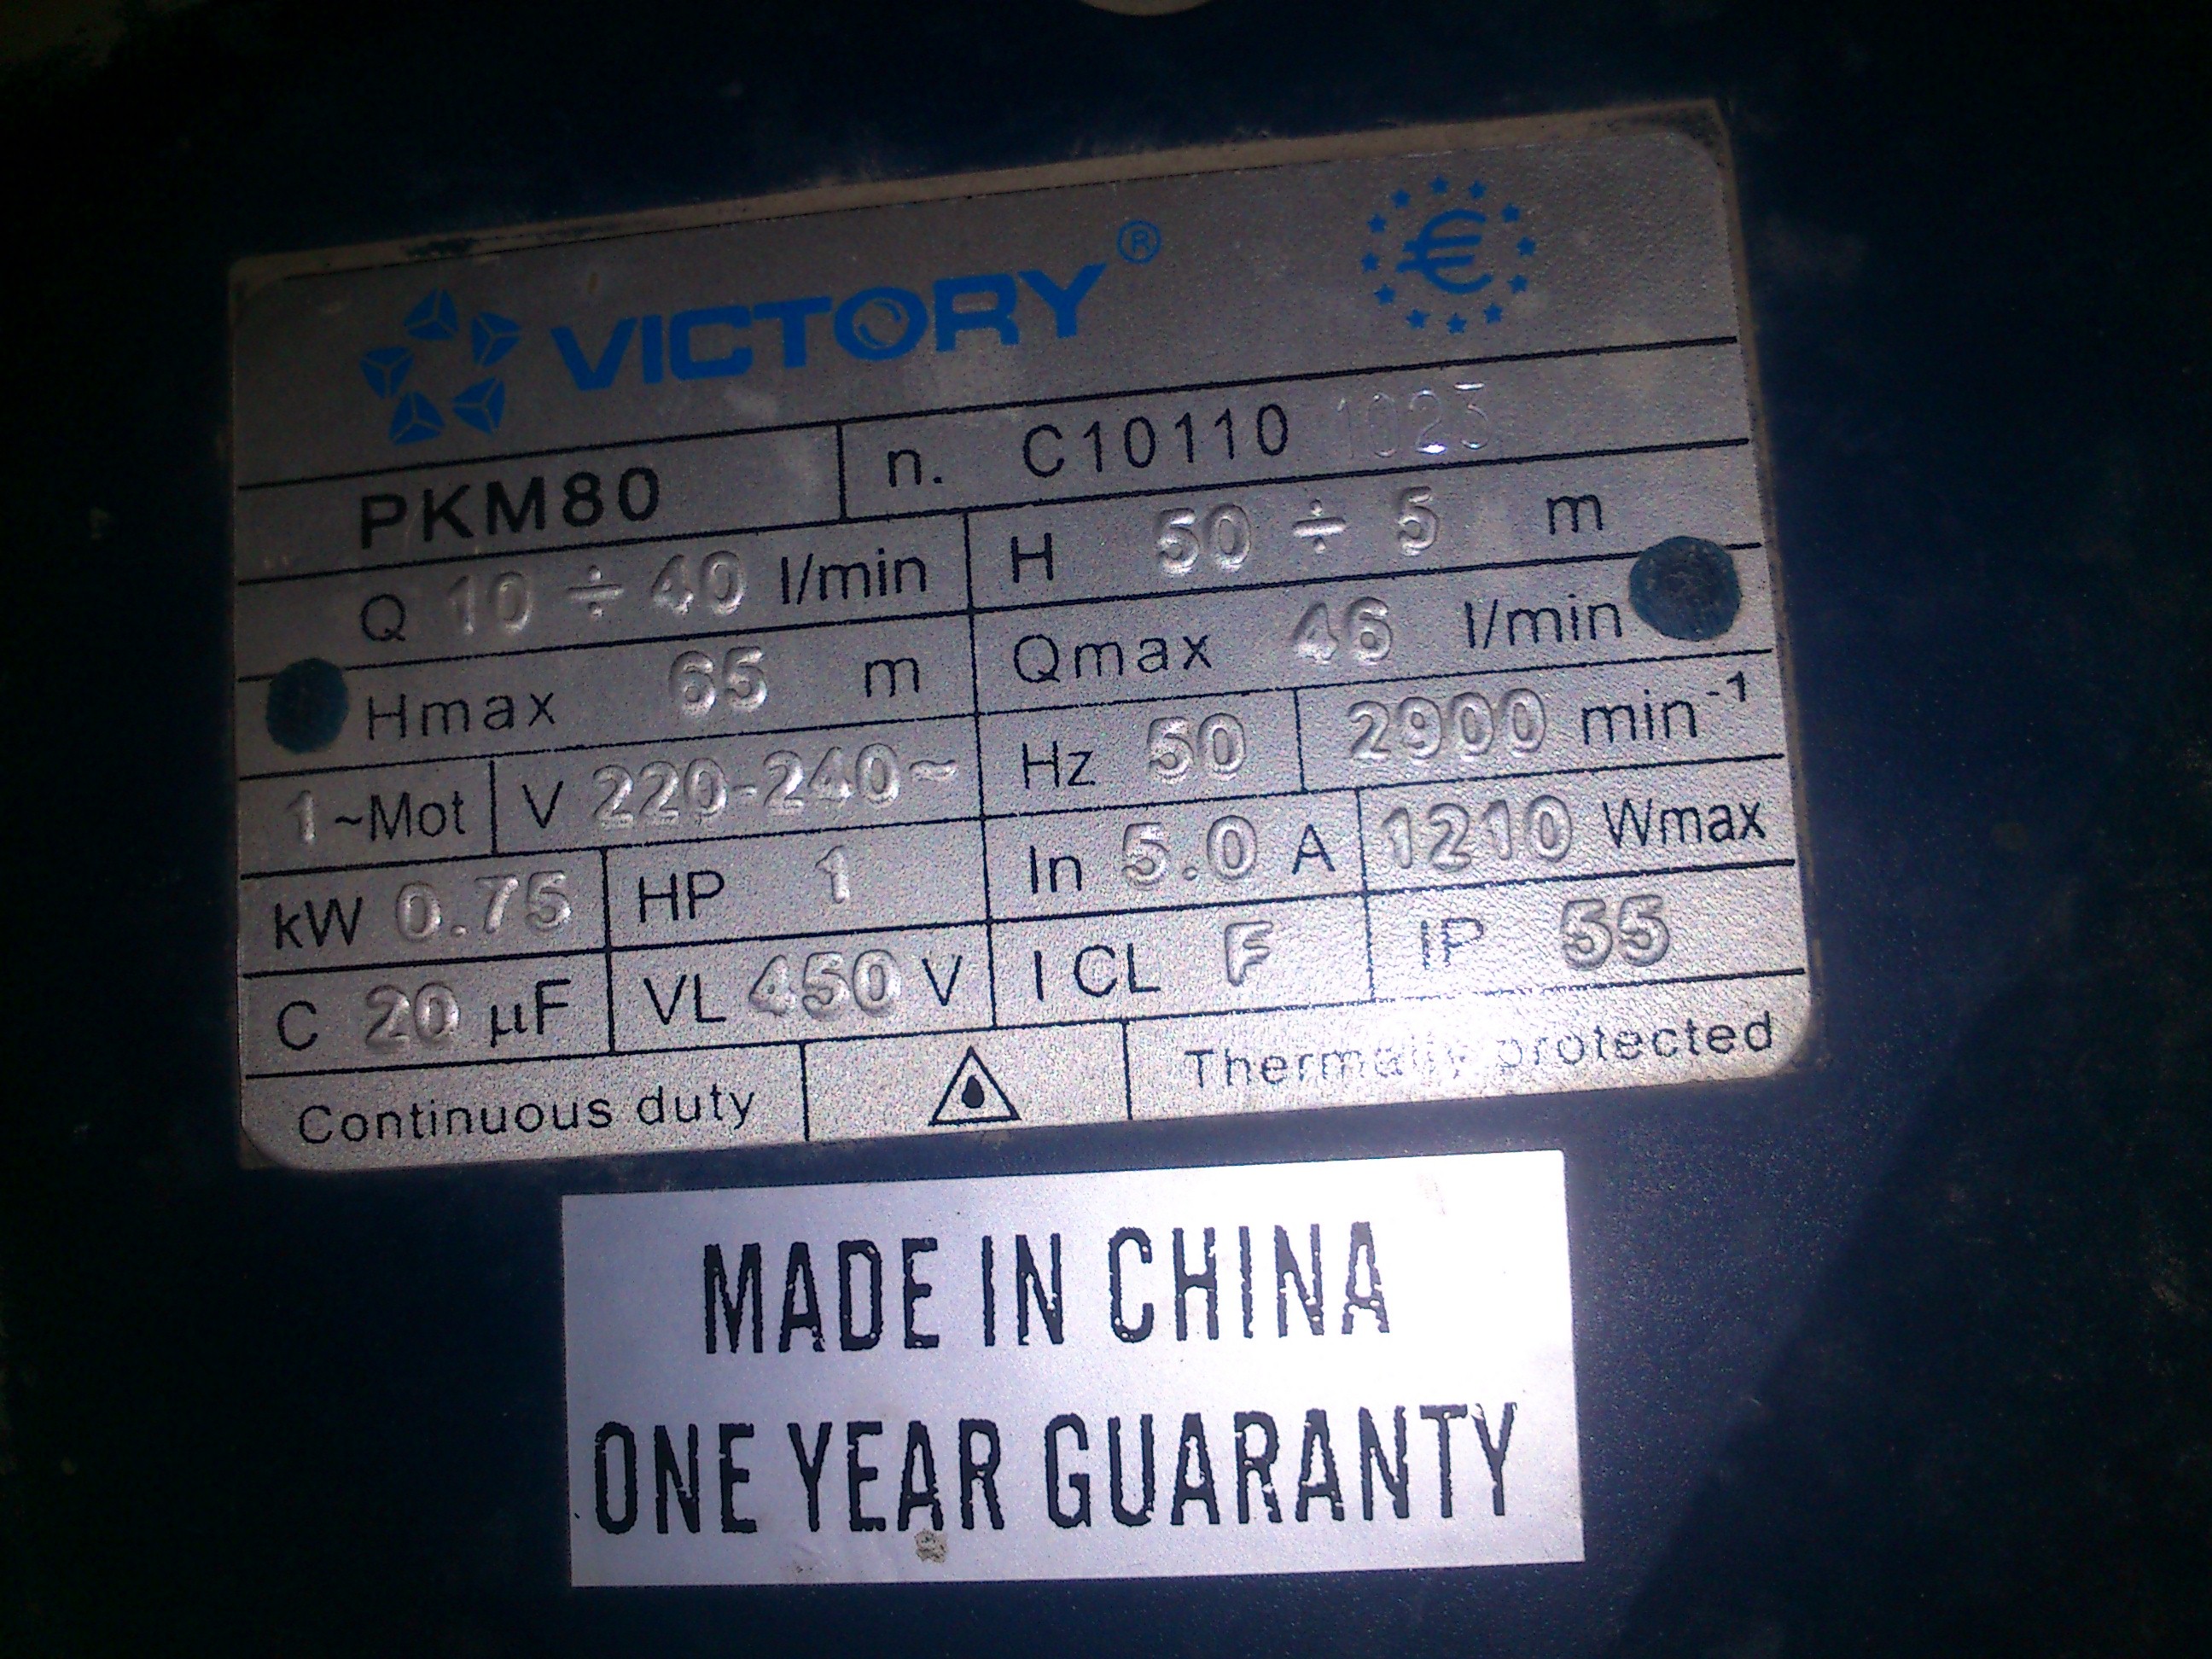 VICTORY®
€
PKM80 n. C10110 1023
Q 10 ÷ 40 l/min H 50 ÷ 5 m
Hmax 65 m Qmax 46 l/min
1~Mot V 220-240~ Hz 50 2900 min⁻¹
kW 0.75 HP 1 In 5.0 A 1210 Wmax
C 20 µF VL 450 V I CL F IP 55
Continuous duty Thermally protected
MADE IN CHINA
ONE YEAR GUARANTY